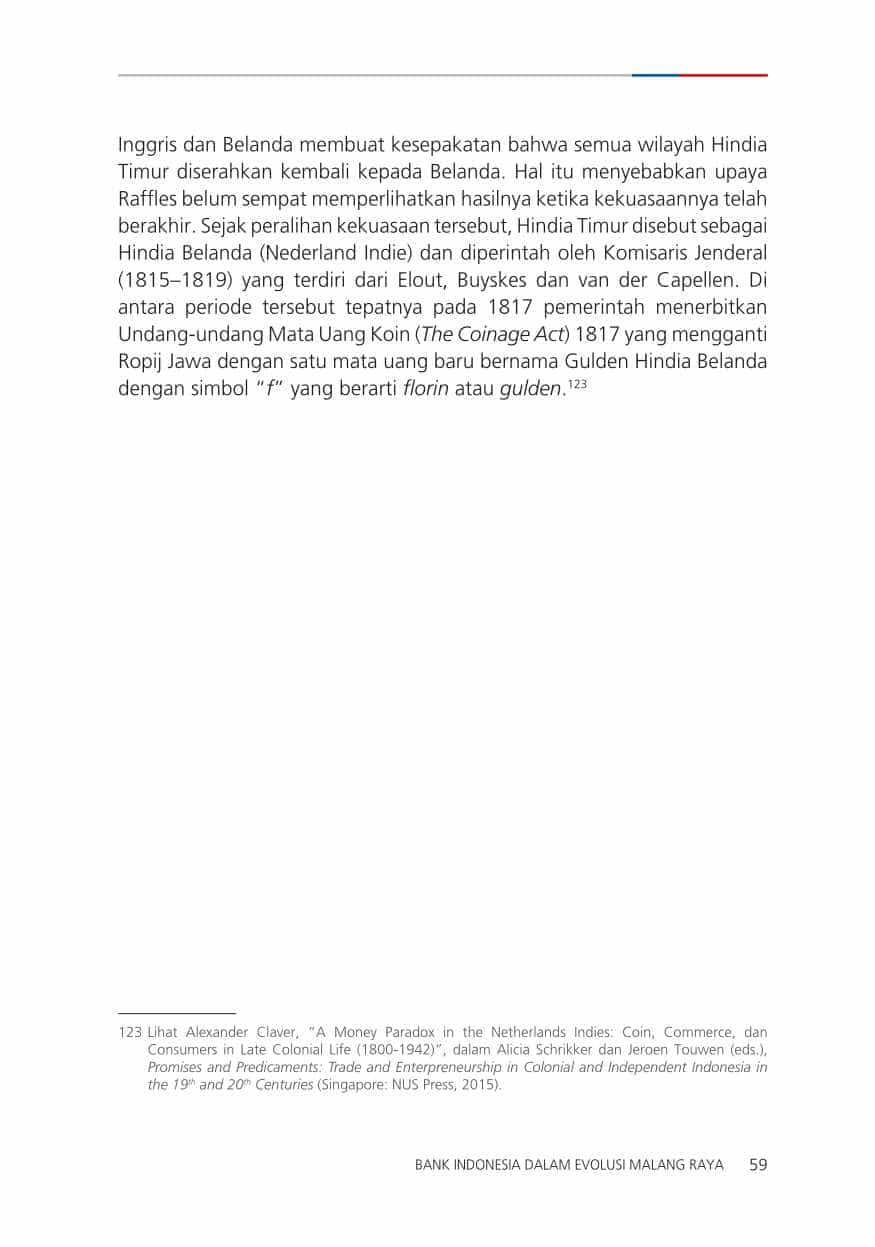 Inggris dan Belanda membuat kesepakatan bahwa semua wilayah Hindia
Timur diserahkan kembali kepada Belanda. Hal itu menyebabkan upaya
Raffles belum sempat memperlihatkan hasilnya ketika kekuasaannya telah
berakhir. Sejak peralihan kekuasaan tersebut, Hindia Timur disebut sebagai
Hindia Belanda (Nederland Indie) dan diperintah oleh Komisaris Jenderal
(1815–1819) yang terdiri dari Elout, Buyskes dan van der Capellen. Di
antara periode tersebut tepatnya pada 1817 pemerintah menerbitkan
Undang-undang Mata Uang Koin (The Coinage Act) 1817 yang mengganti
Ropij Jawa dengan satu mata uang baru bernama Gulden Hindia Belanda
dengan simbol “f“ yang berarti florin atau gulden.123
123 Lihat Alexander Claver, “A Money Paradox in the Netherlands Indies: Coin, Commerce, dan
Consumers in Late Colonial Life (1800-1942)”, dalam Alicia Schrikker dan Jeroen Touwen (eds.),
Promises and Predicaments: Trade and Enterpreneurship in Colonial and Independent Indonesia in
the 19th and 20th Centuries (Singapore: NUS Press, 2015).
BANK INDONESIA DALAM EVOLUSI MALANG RAYA 59